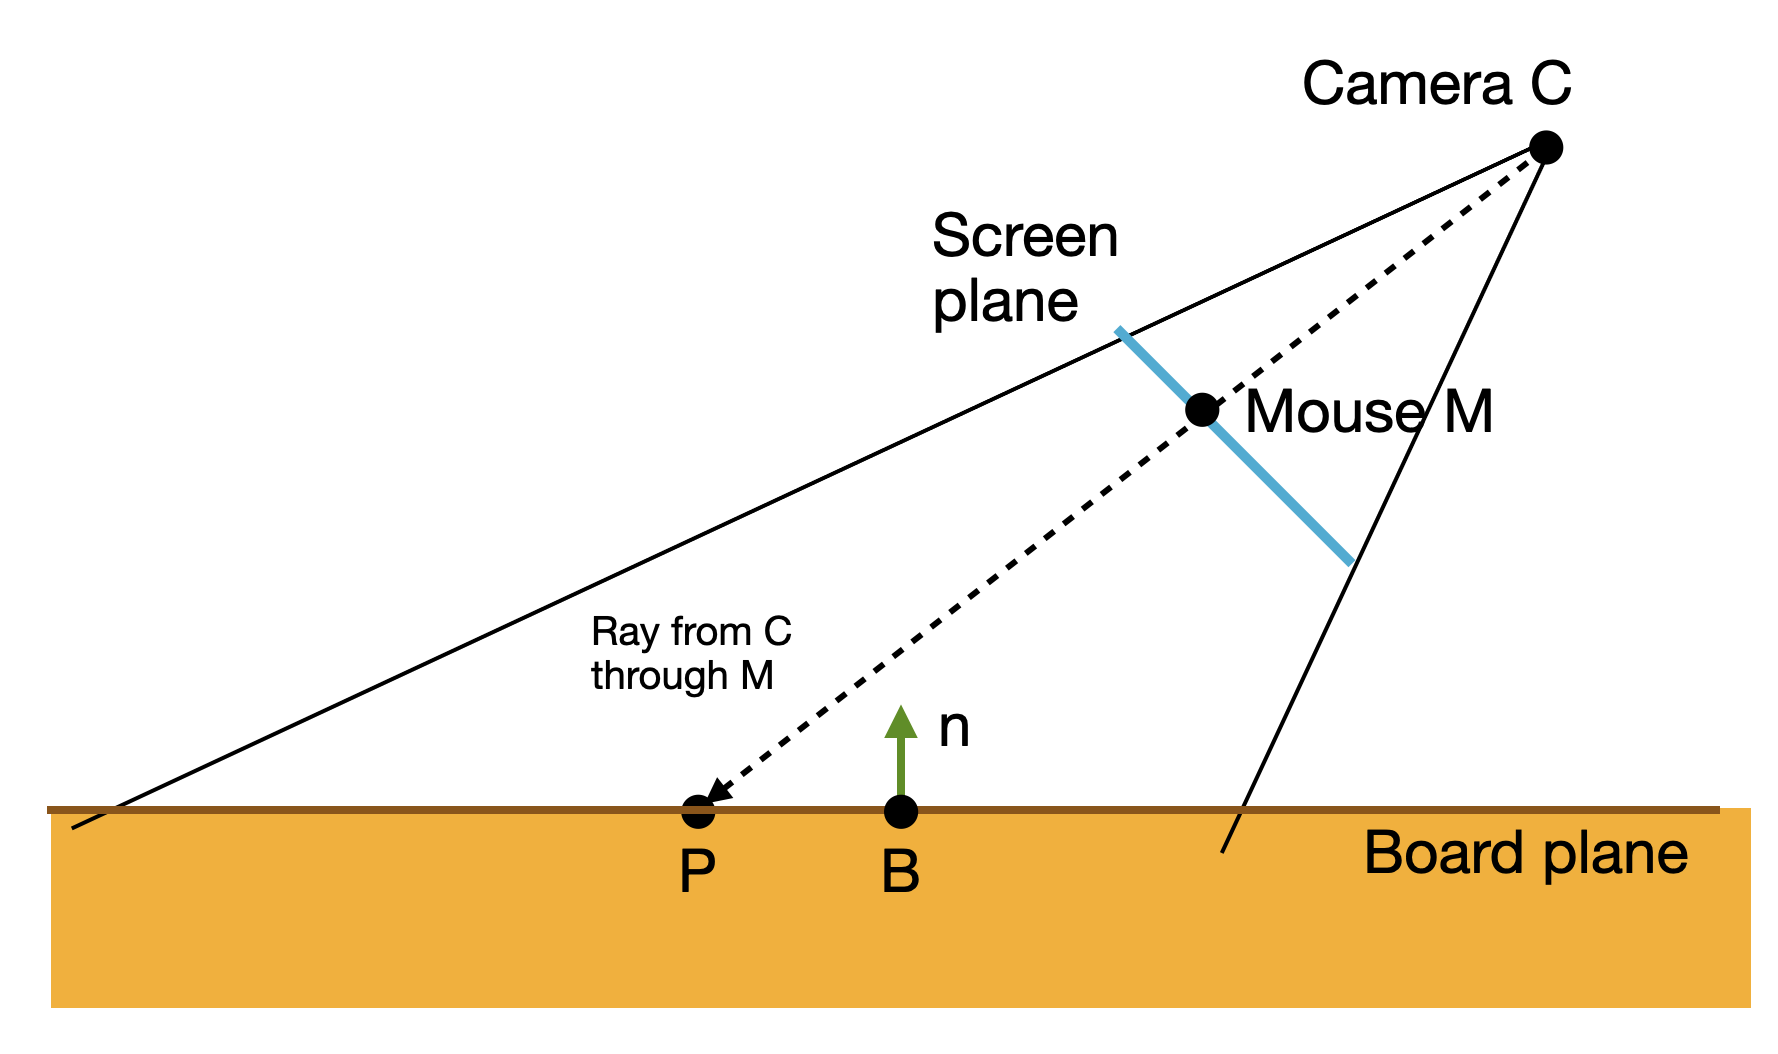 Camera C
Screen
plane
Mouse M
Ray from C
through M
n
P
B
Board plane